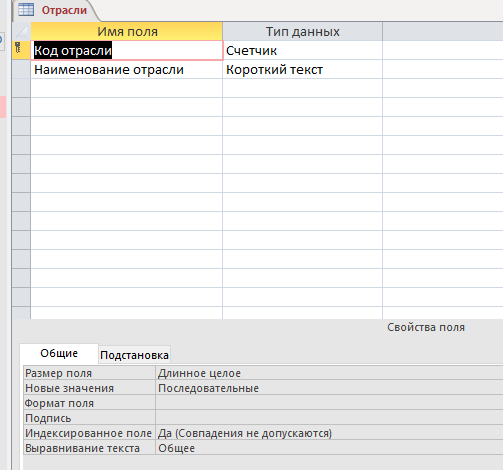 Отрасли
Имя поля Тип данных
Код отрасли Счетчик
Наименование отрасли Короткий текст
Свойства поля
Общие Подстановка
Размер поля Длинное целое
Новые значения Последовательные
Формат поля
Подпись
Индексированное поле Да (Совпадения не допускаются)
Выравнивание текста Общее